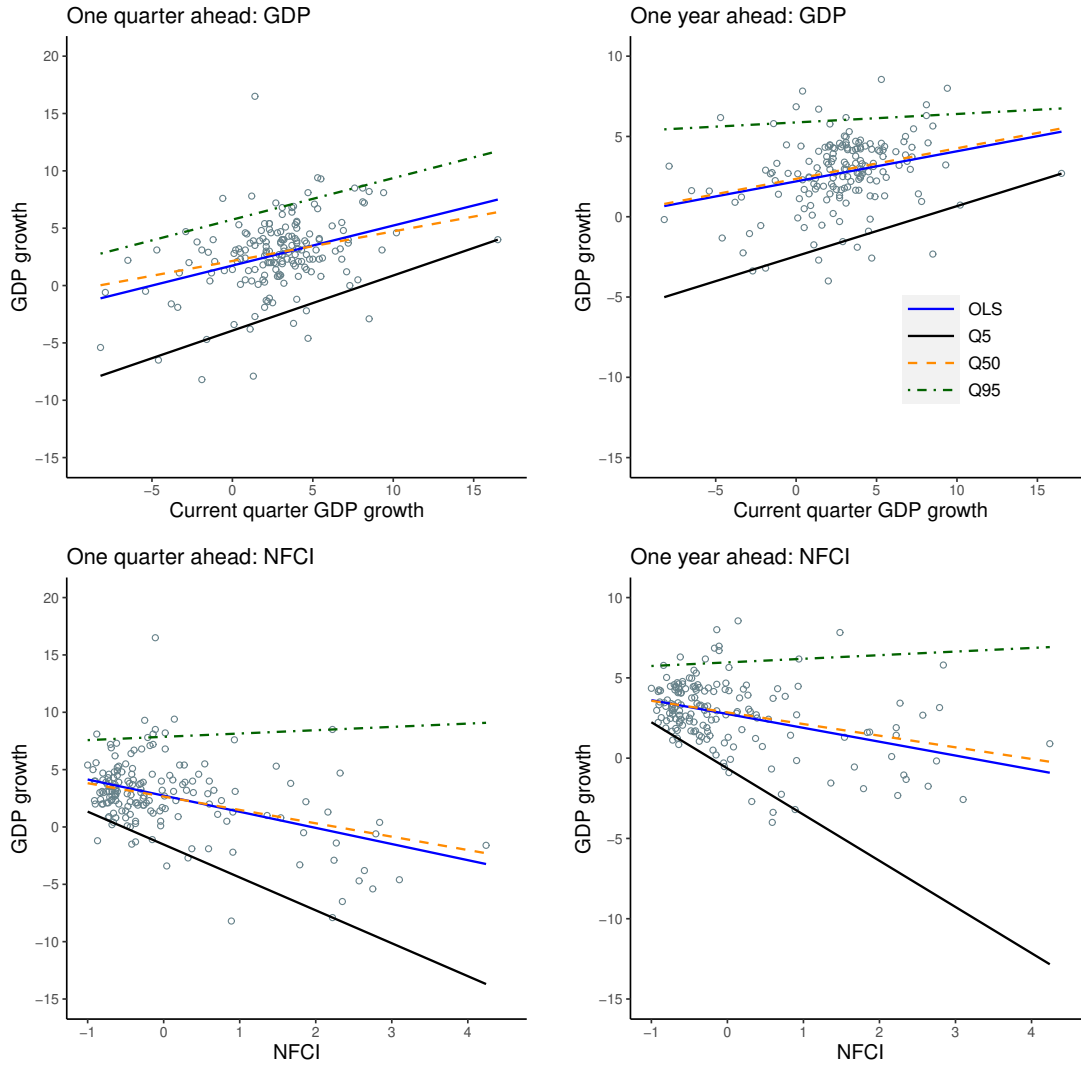 One quarter ahead: GDP
GDP growth
20
15
10
5
0
−5
−10
−15
−5 0 5 10 15
Current quarter GDP growth
One year ahead: GDP
GDP growth
10
5
0
−5
−10
−15
−5 0 5 10 15
Current quarter GDP growth
OLS
Q5
Q50
Q95
One quarter ahead: NFCI
GDP growth
20
15
10
5
0
−5
−10
−15
−1 0 1 2 3 4
NFCI
One year ahead: NFCI
GDP growth
10
5
0
−5
−10
−15
−1 0 1 2 3 4
NFCI